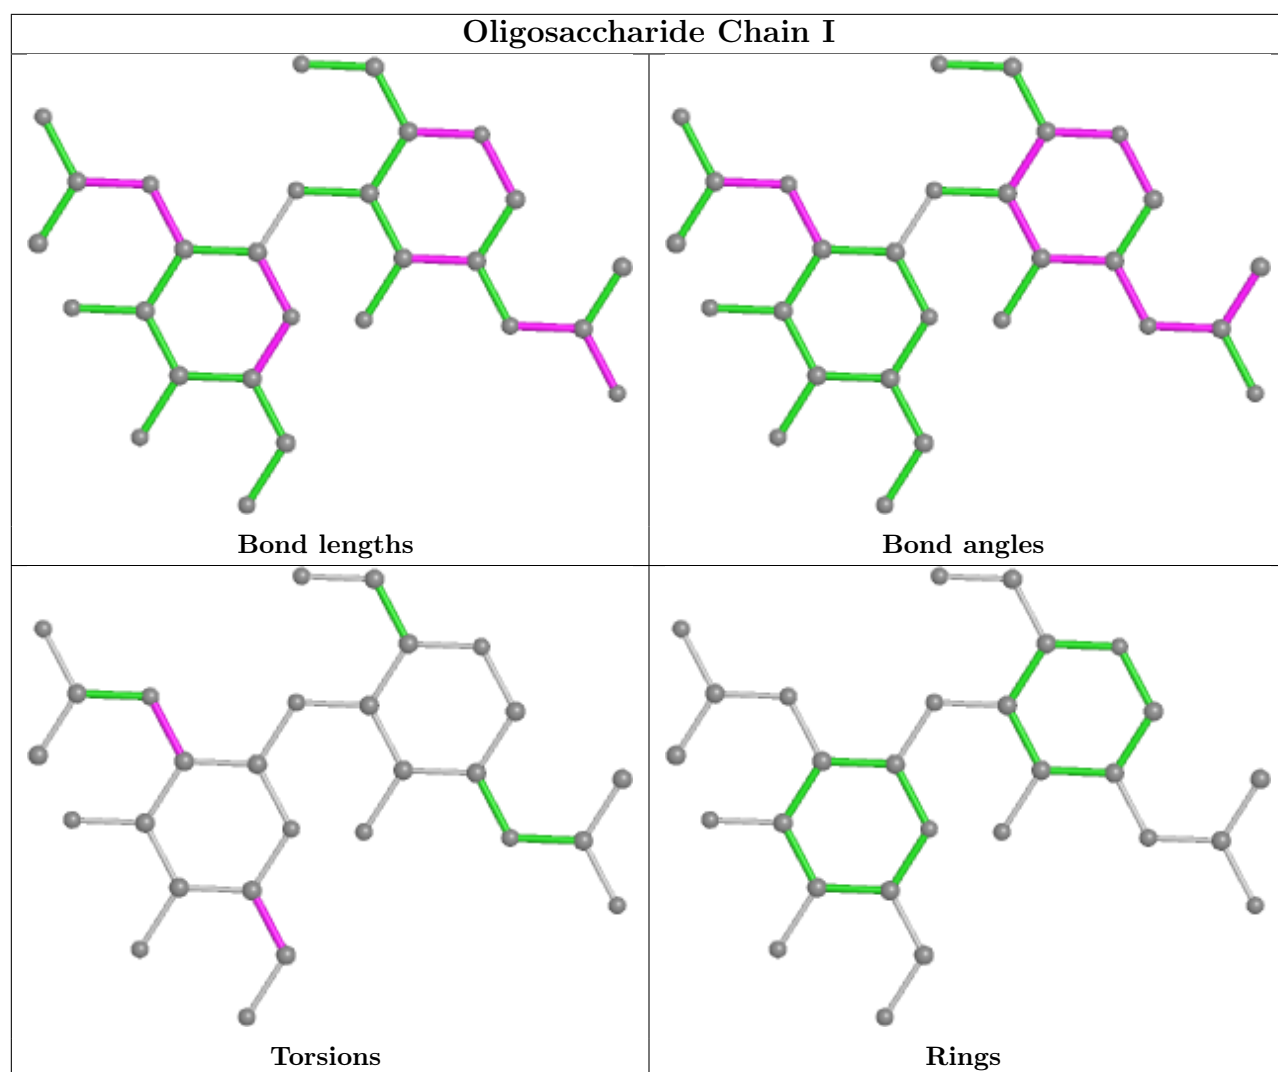 Oligosaccharide Chain I
Bond lengths
Bond angles
Torsions
Rings